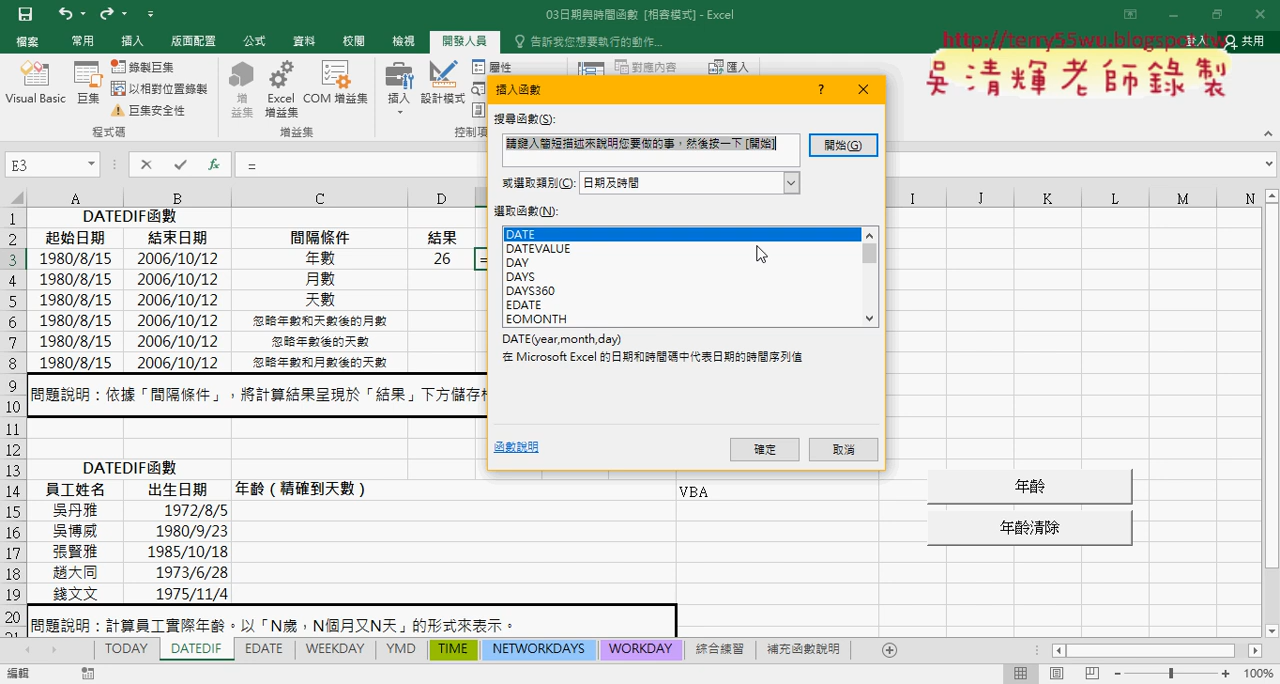 03日期與時間函數 [相容模式] - Excel
檔案 常用 插入 版面配置 公式 資料 校閱 檢視 開發人員 告訴我您想要執行的動作... 登入 共用
http://terry55wu.blogspot.tw
吳清輝老師錄製
Visual Basic 巨集 錄製巨集 以相對位置錄製 巨集安全性
程式碼
增益集 Excel 增益集 COM 增益集
增益集
插入 設計模式 屬性
控制項
對應內容 匯入
E3 =
插入函數 ?
搜尋函數(S):
請鍵入簡短描述來說明您要做的事，然後按一下 [開始]
開始(G)
或選取類別(C): 日期及時間
選取函數(N):
DATE
DATEVALUE
DAY
DAYS
DAYS360
EDATE
EOMONTH
DATE(year,month,day)
在 Microsoft Excel 的日期和時間碼中代表日期的時間序列值
函數說明 確定 取消
A B C D I J K L M N
1 DATEDIF函數
2 起始日期 結束日期 間隔條件 結果
3 1980/8/15 2006/10/12 年數 26 =
4 1980/8/15 2006/10/12 月數
5 1980/8/15 2006/10/12 天數
6 1980/8/15 2006/10/12 忽略年數和天數後的月數
7 1980/8/15 2006/10/12 忽略年數後的天數
8 1980/8/15 2006/10/12 忽略年數和月數後的天數
9
10 問題說明：依據「間隔條件」，將計算結果呈現於「結果」下方儲存
11
12
13 DATEDIF函數
14 員工姓名 出生日期 年齡（精確到天數） VBA
15 吳丹雅 1972/8/5
16 吳博威 1980/9/23
17 張賢雅 1985/10/18
18 趙大同 1973/6/28
19 錢文文 1975/11/4
20 問題說明：計算員工實際年齡。以「N歲，N個月又N天」的形式來表示。
年齡
年齡清除
TODAY DATEDIF EDATE WEEKDAY YMD TIME NETWORKDAYS WORKDAY 綜合練習 補充函數說明
編輯 100%